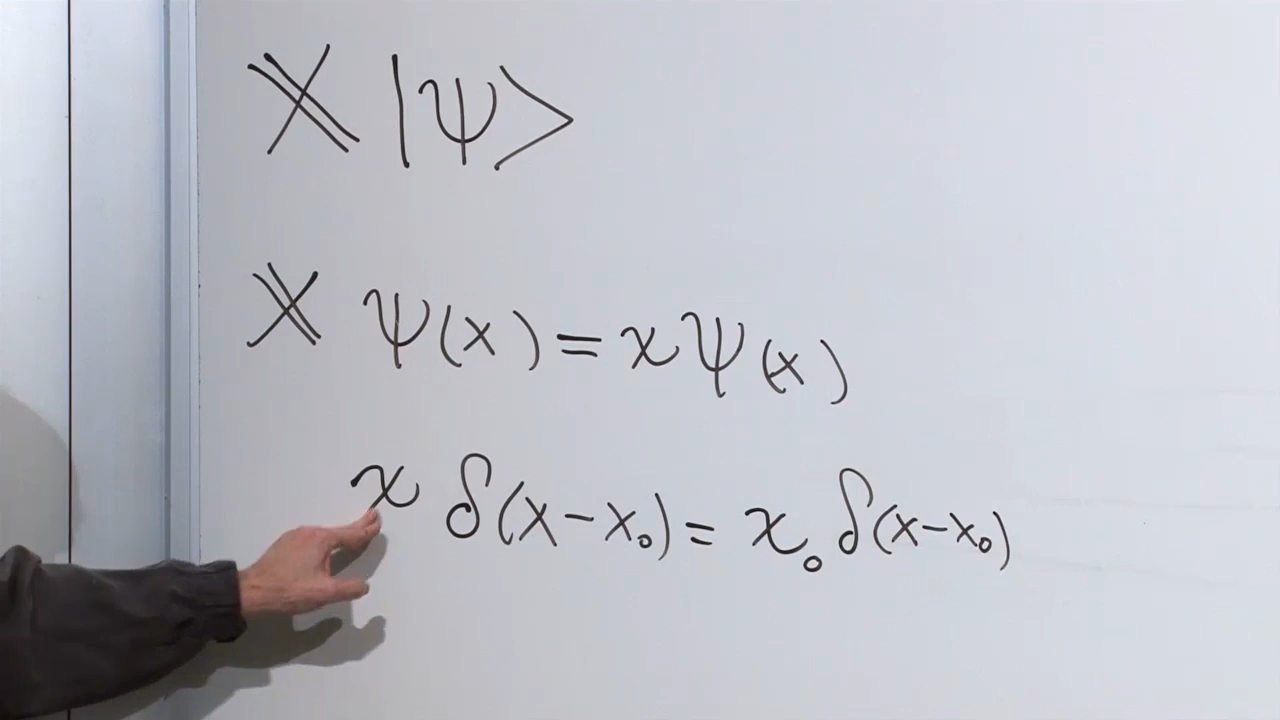 𝕏 |ψ>
𝕏 ψ(x) = xψ(x)
x δ(x-x₀) = x₀ δ(x-x₀)